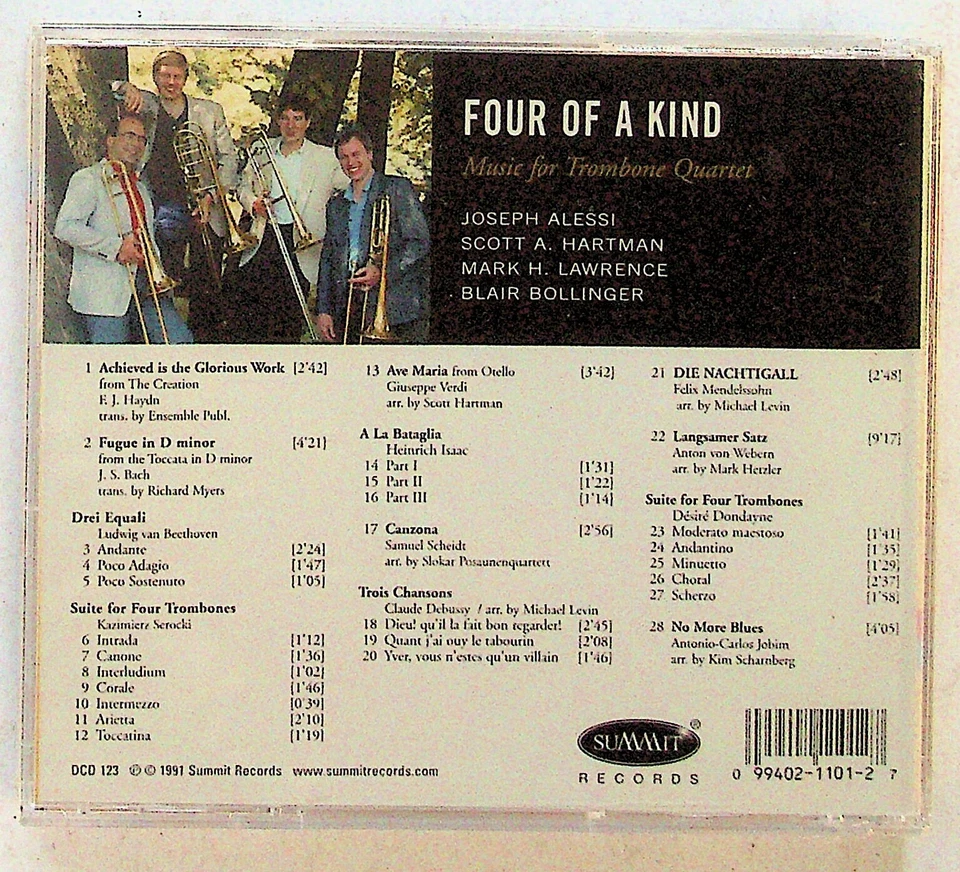 FOUR OF A KIND
Music for Trombone Quartet
JOSEPH ALESSI
SCOTT A. HARTMAN
MARK H. LAWRENCE
BLAIR BOLLINGER
1 Achieved is the Glorious Work [2'42]
from The Creation
F. J. Haydn
trans. by Ensemble Publ.
2 Fugue in D minor [4'21]
from the Toccata in D minor
J. S. Bach
trans. by Richard Myers
Drei Equali
Ludwig van Beethoven
3 Andante [2'24]
4 Poco Adagio [1'47]
5 Poco Sostenuto [1'05]
Suite for Four Trombones
Kazimierz Serocki
6 Intrada [1'12]
7 Canone [1'36]
8 Interludium [1'02]
9 Corale [1'46]
10 Intermezzo [0'39]
11 Arietta [2'10]
12 Toccatina [1'19]
13 Ave Maria from Otello [3'42]
Giuseppe Verdi
arr. by Scott Hartman
A La Bataglia
Heinrich Isaac
14 Part I [1'31]
15 Part II [1'22]
16 Part III [1'14]
17 Canzona [2'56]
Samuel Scheidt
arr. by Slokar Posaunenquartett
Trois Chansons
Claude Debussy / arr. by Michael Levin
18 Dieu! qu'il la fait bon regarder! [2'45]
19 Quant j'ai ouy le tabourin [2'08]
20 Yver, vous n'estes qu'un villain [1'46]
21 DIE NACHTIGALL [2'48]
Felix Mendelssohn
arr. by Michael Levin
22 Langsamer Satz [9'17]
Anton von Webern
arr. by Mark Hetzler
Suite for Four Trombones
Désiré Dondayne
23 Moderato maestoso [1'41]
24 Andantino [1'35]
25 Minuetto [1'29]
26 Choral [2'37]
27 Scherzo [1'58]
28 No More Blues [4'05]
Antonio-Carlos Jobim
arr. by Kim Scharnberg
DCD 123 ℗ © 1991 Summit Records www.summitrecords.com
SUMMIT®
RECORDS
0 99402-1101-2 7